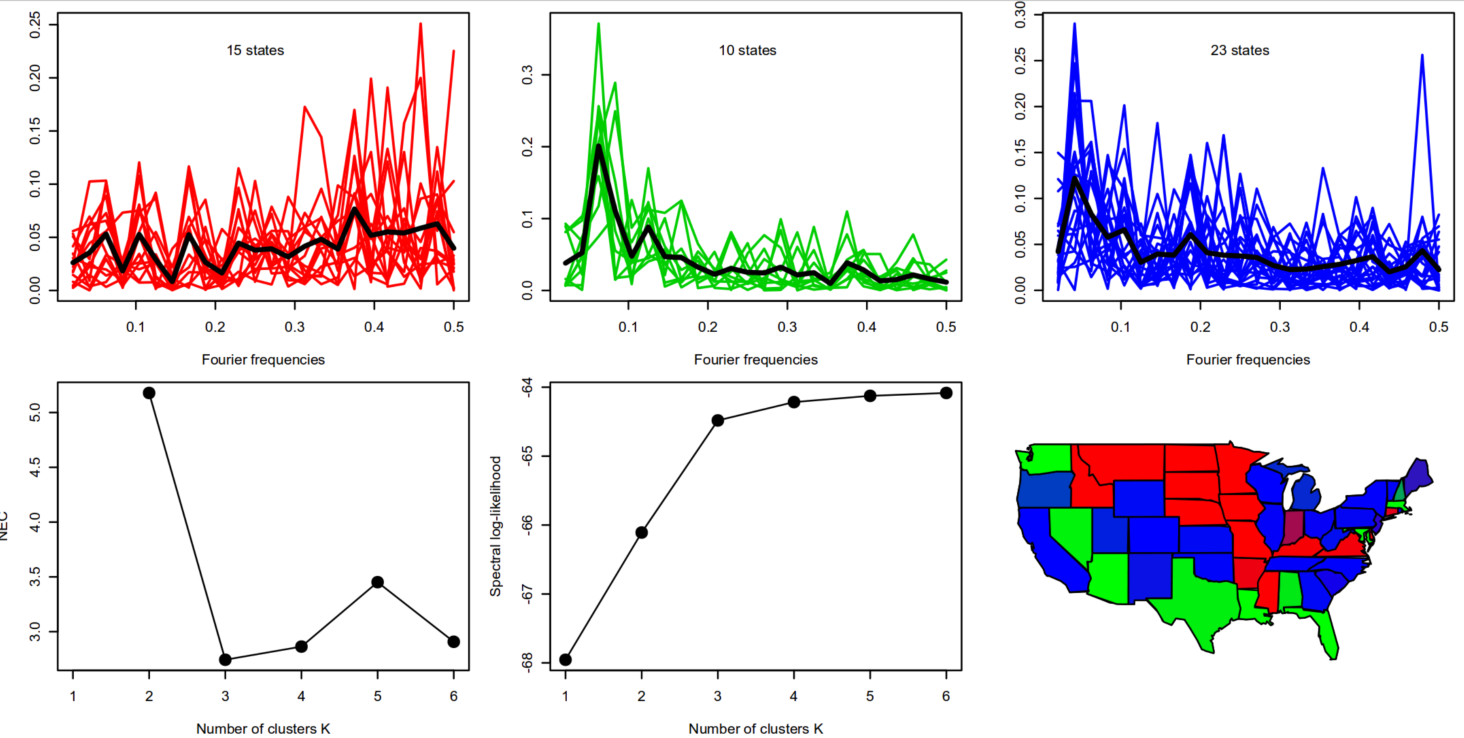 15 states
0.00 0.05 0.10 0.15 0.20 0.25
0.1 0.2 0.3 0.4 0.5
Fourier frequencies
10 states
0.0 0.1 0.2 0.3
0.1 0.2 0.3 0.4 0.5
Fourier frequencies
23 states
0.00 0.05 0.10 0.15 0.20 0.25 0.30
0.1 0.2 0.3 0.4 0.5
Fourier frequencies
NEC
3.0 3.5 4.0 4.5 5.0
1 2 3 4 5 6
Number of clusters K
Spectral log-likelihood
-68 -67 -66 -65 -64
1 2 3 4 5 6
Number of clusters K